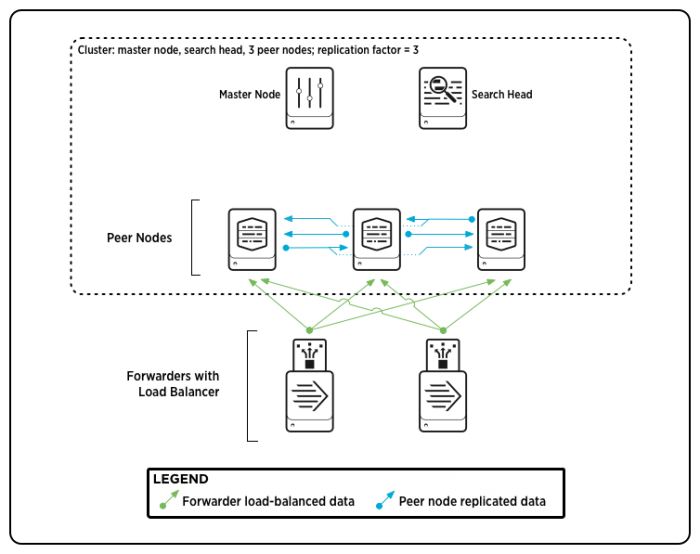 Cluster: master node, search head, 3 peer nodes; replication factor = 3
Master Node
Search Head
Peer Nodes
Forwarders with
Load Balancer
LEGEND
Forwarder load-balanced data
Peer node replicated data